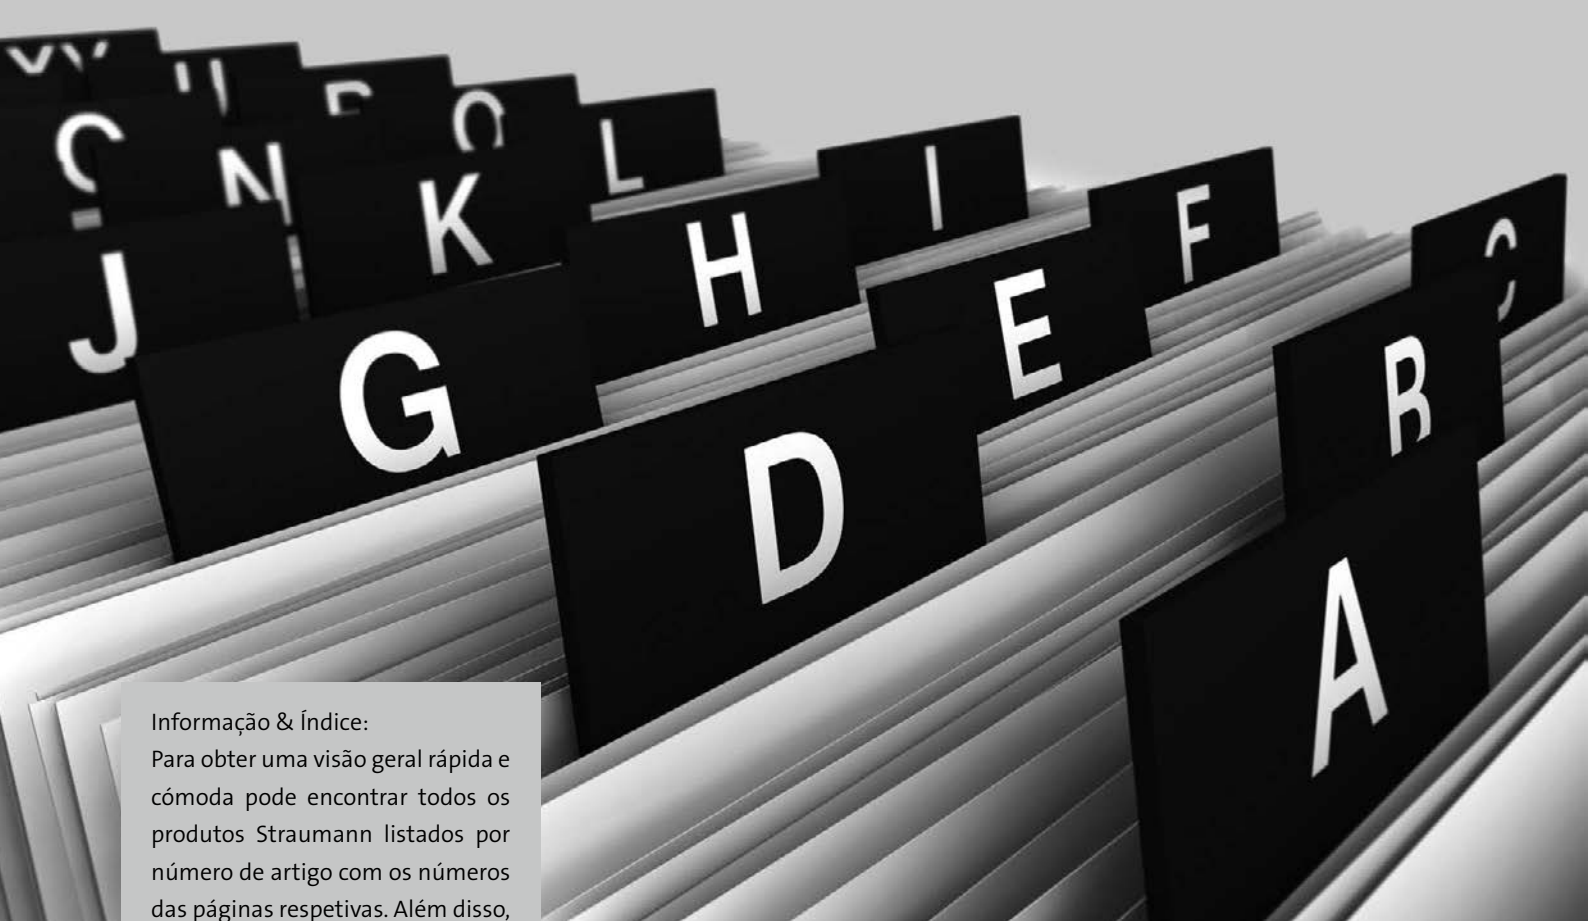 L
I
K
N
H
F
J
G
E
D
B
A
Informação & Índice:
Para obter uma visão geral rápida e
cómoda pode encontrar todos os
produtos Straumann listados por
número de artigo com os números
das páginas respetivas. Além disso,